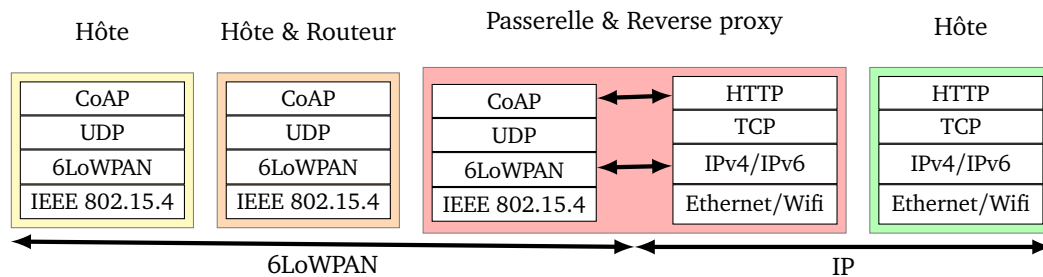 Hôte
Hôte & Routeur
Passerelle & Reverse proxy
Hôte
CoAP
UDP
6LoWPAN
IEEE 802.15.4
CoAP
UDP
6LoWPAN
IEEE 802.15.4
CoAP
UDP
6LoWPAN
IEEE 802.15.4
HTTP
TCP
IPv4/IPv6
Ethernet/Wifi
HTTP
TCP
IPv4/IPv6
Ethernet/Wifi
6LoWPAN
IP